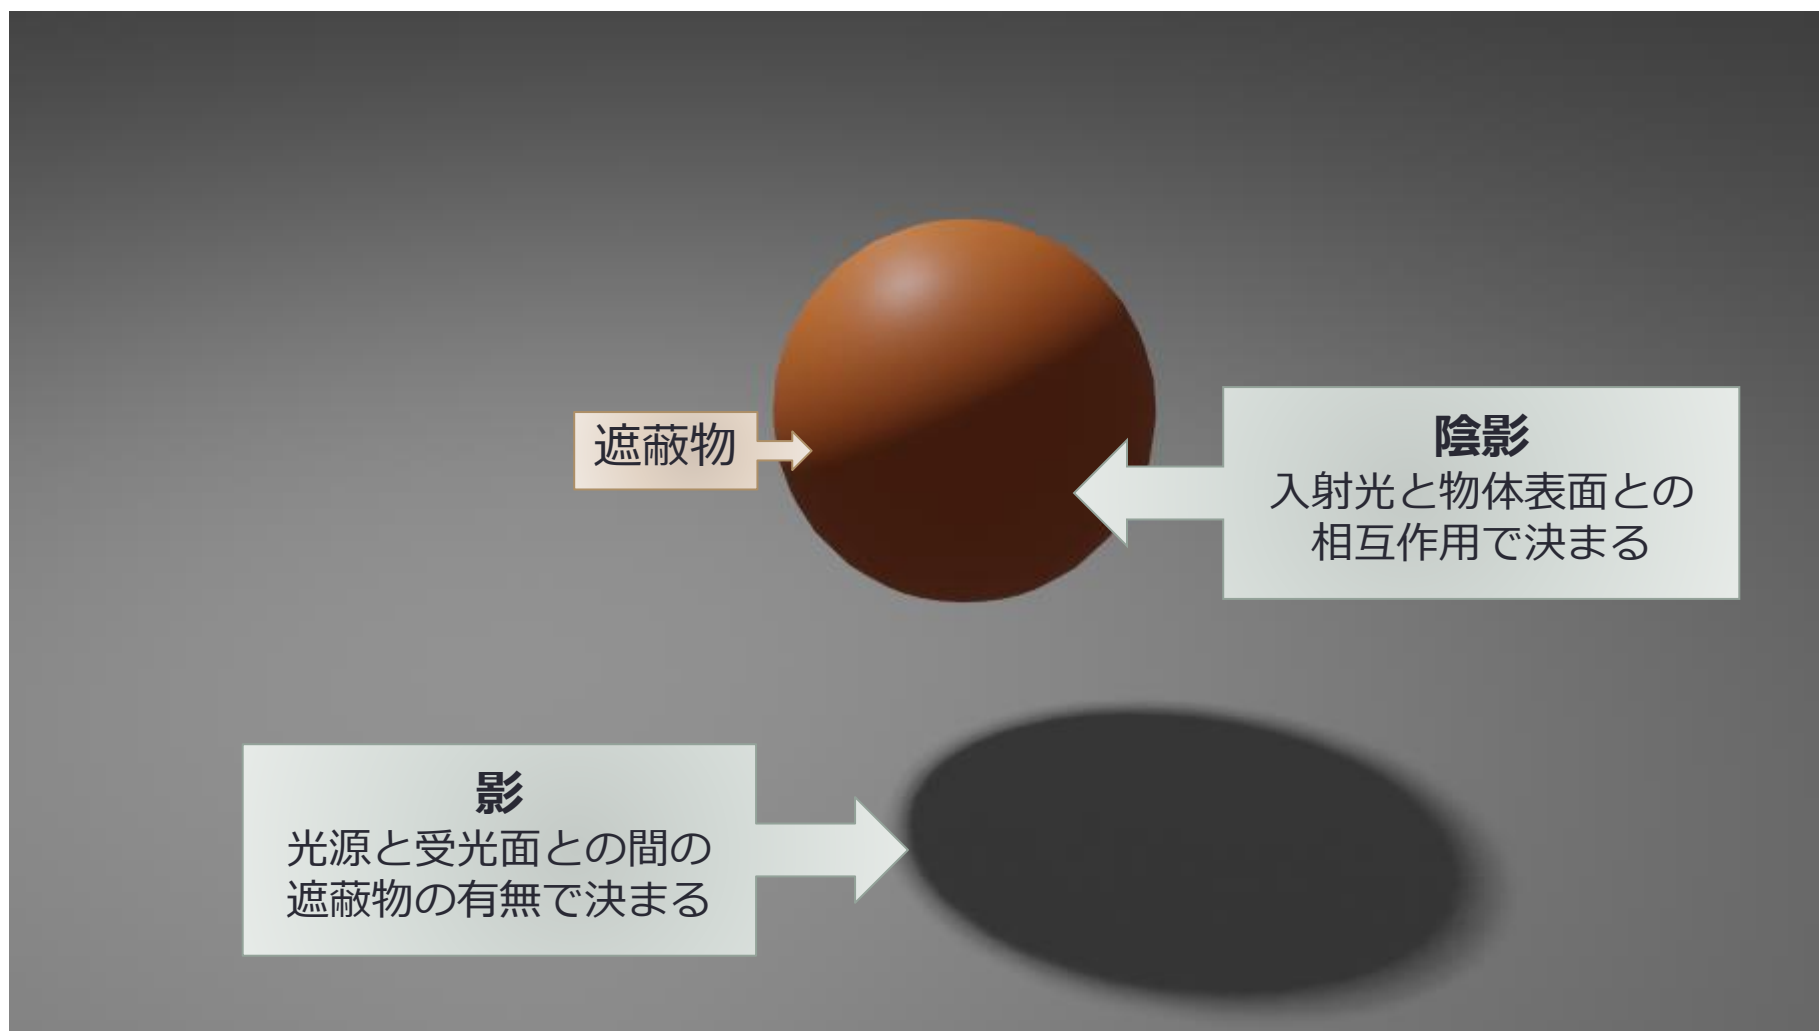 遮蔽物
陰影
入射光と物体表面との
相互作用で決まる
影
光源と受光面との間の
遮蔽物の有無で決まる